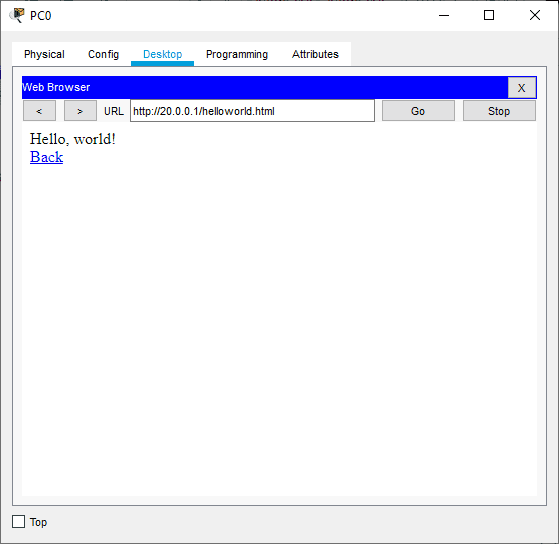 PC0
Physical Config Desktop Programming Attributes
Web Browser X
< > URL http://20.0.0.1/helloworld.html Go Stop
Hello, world!
Back
Top